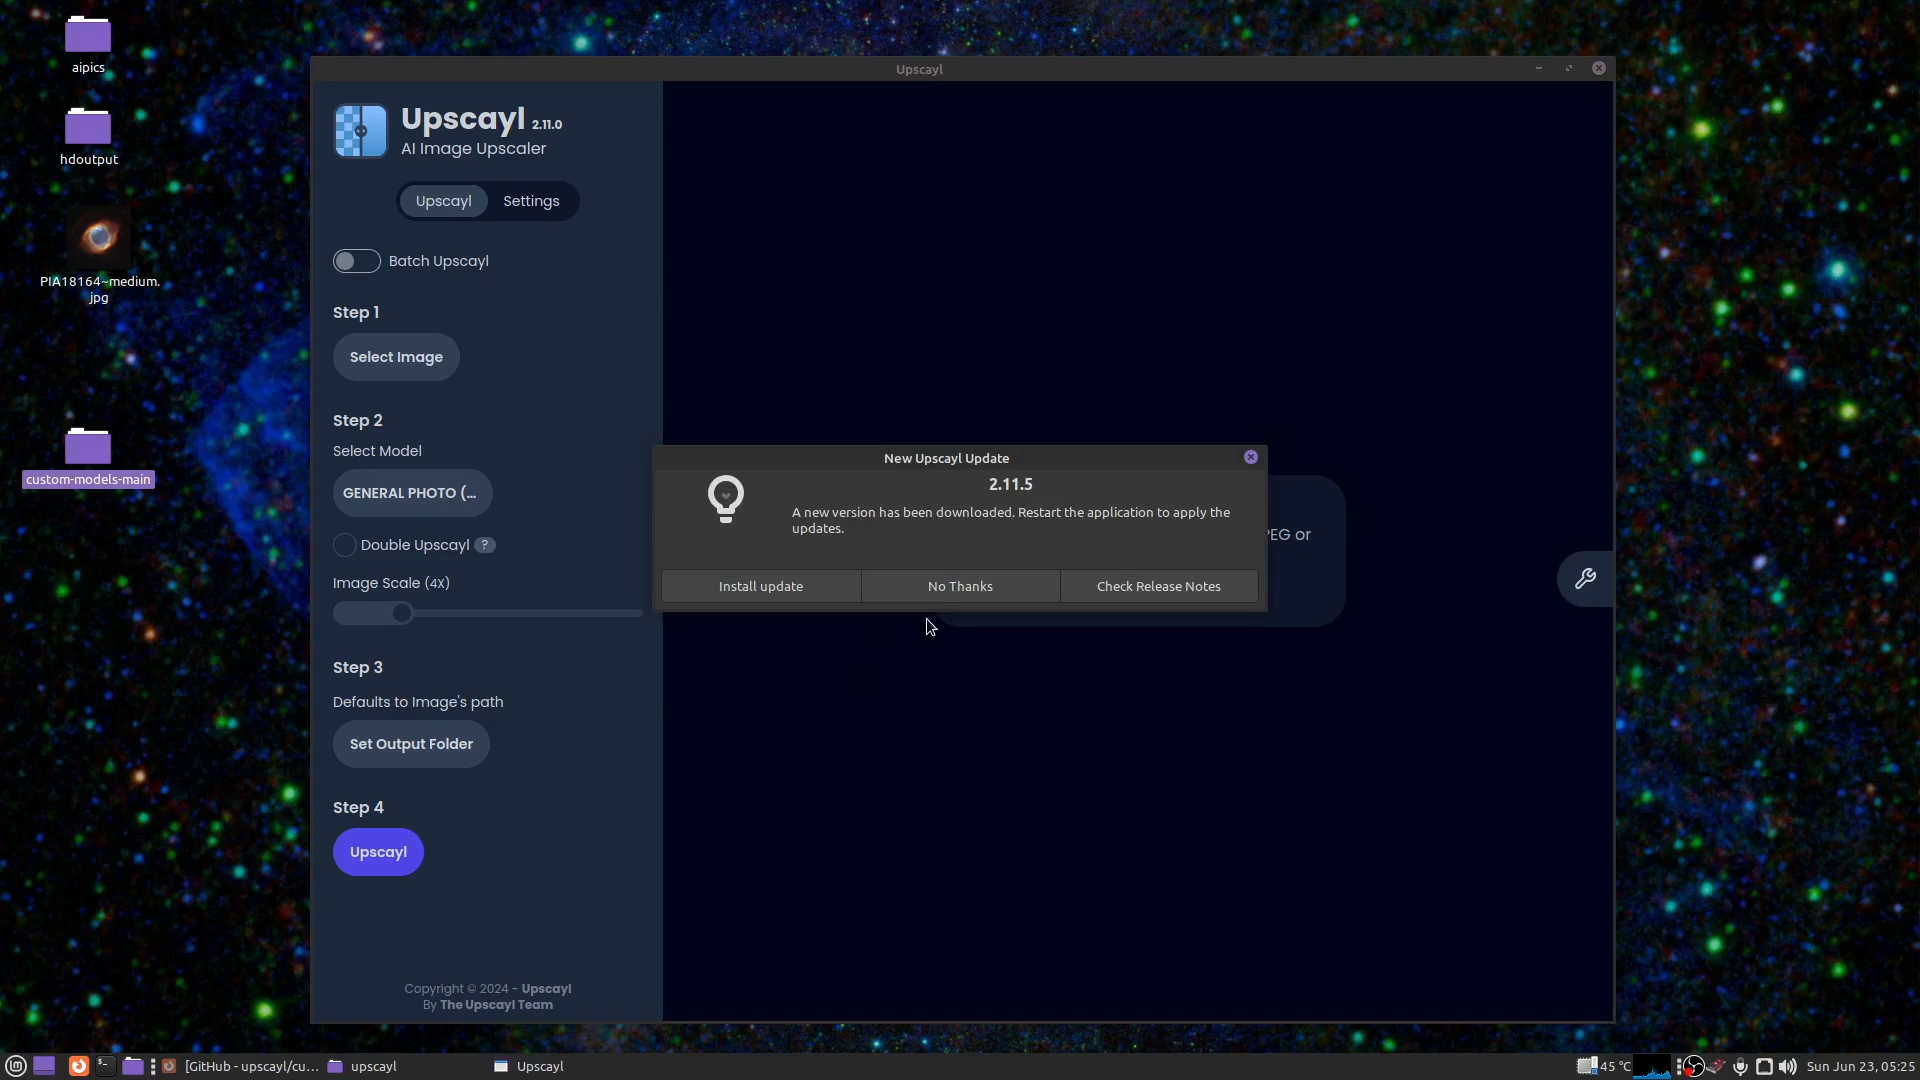 aipics
hdoutput
PIA18164~medium.
jpg
custom-models-main
Upscayl
Upscayl 2.11.0
AI Image Upscaler
Upscayl
Settings
Batch Upscayl
Step 1
Select Image
Step 2
Select Model
GENERAL PHOTO (...
Double Upscayl ?
Image Scale (4X)
Step 3
Defaults to Image's path
Set Output Folder
Step 4
Upscayl
Copyright © 2024 - Upscayl
By The Upscayl Team
New Upscayl Update
2.11.5
A new version has been downloaded. Restart the application to apply the
updates.
Install update
No Thanks
Check Release Notes
PEG or
[GitHub - upscayl/cu...
upscayl
Upscayl
45 °C
Sun Jun 23, 05:25